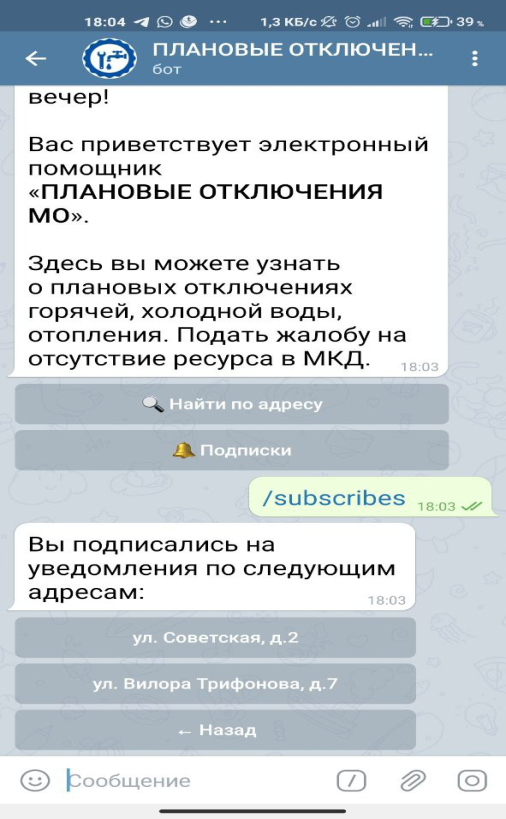 18:04 ... 1,3 КБ/с 39 %
ПЛАНОВЫЕ ОТКЛЮЧЕН...
бот
вечер!
Вас приветствует электронный
помощник
«ПЛАНОВЫЕ ОТКЛЮЧЕНИЯ
МО».
Здесь вы можете узнать
о плановых отключениях
горячей, холодной воды,
отопления. Подать жалобу на
отсутствие ресурса в МКД. 18:03
Найти по адресу
Подписки
/subscribes 18:03
Вы подписались на
уведомления по следующим
адресам: 18:03
ул. Советская, д.2
ул. Вилора Трифонова, д.7
← Назад
Сообщение